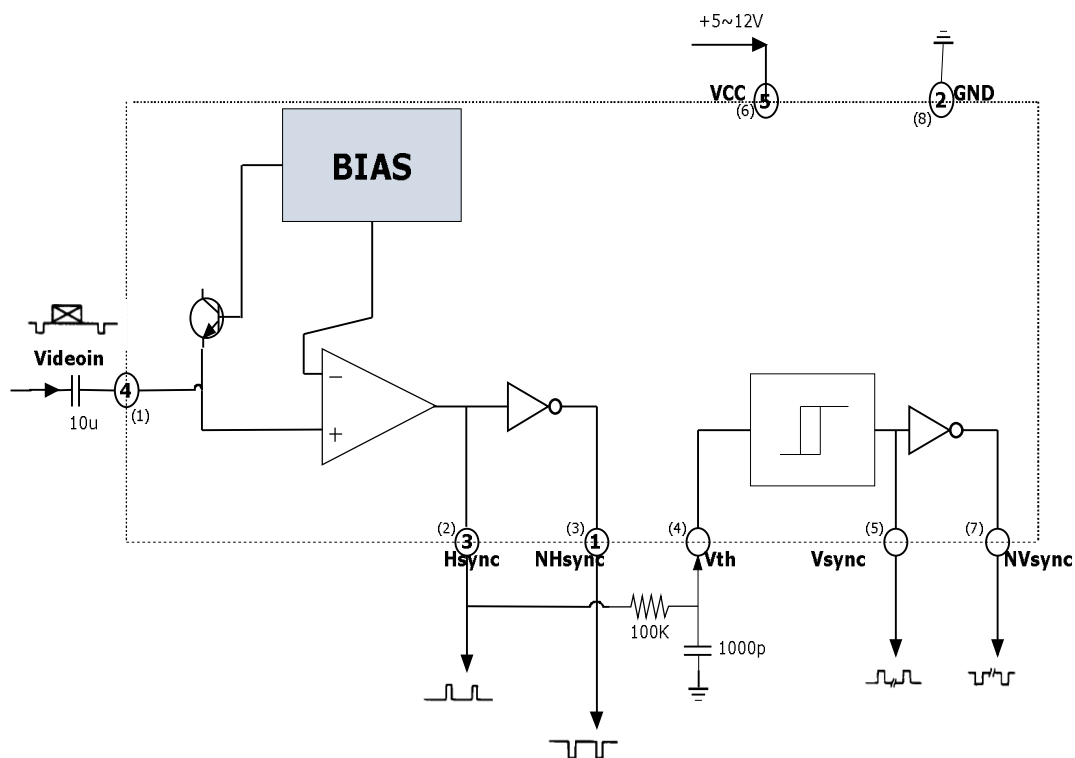 +5~12V
VCC 5 (6)
2 GND (8)
BIAS
Videoin
4 (1)
10u
−
+
(2) 3 Hsync
(3) 1 NHsync
(4) Vth
(5) Vsync
(7) NVsync
100K
1000p